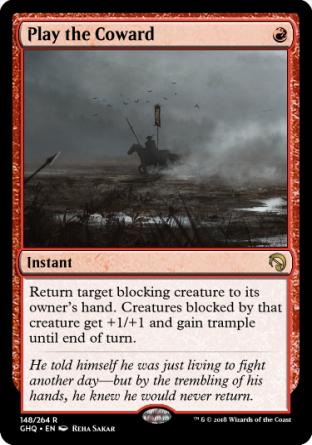 Play the Coward
Instant
Return target blocking creature to its
owner's hand. Creatures blocked by that
creature get +1/+1 and gain trample
until end of turn.
He told himself he was just living to fight
another day—but by the trembling of his
hands, he knew he would never return.
148/264 R
GHQ • EN Reha Sakar
™ & © 2018 Wizards of the Coast